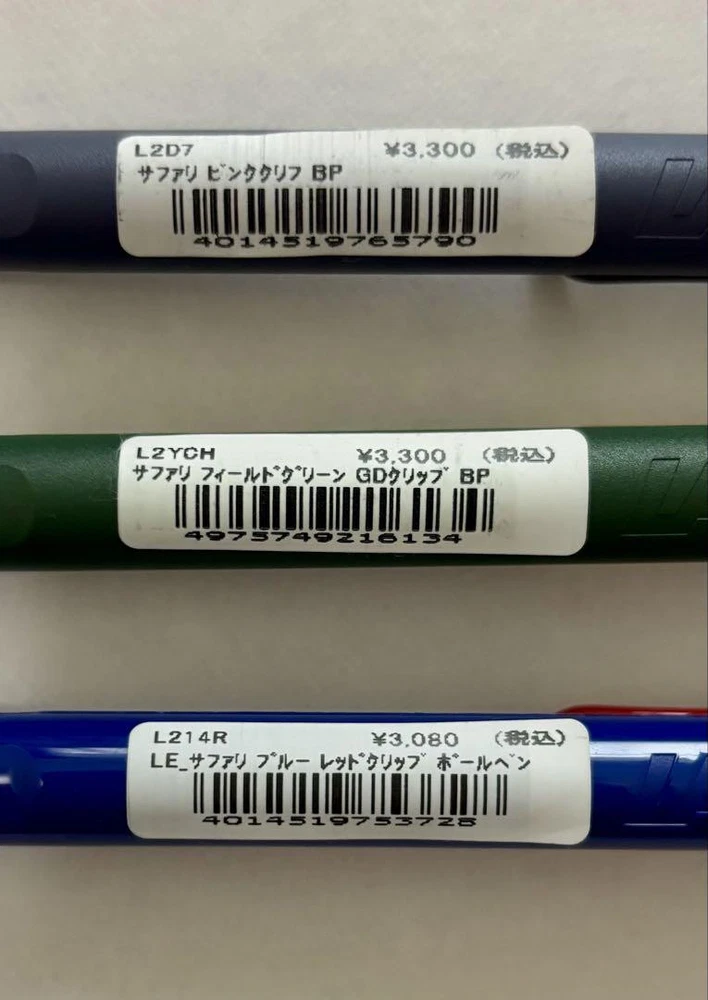 L2D7 ¥3,300 (税込)
サファリ ピンククリフ BP
4014519765790
L2YCH ¥3,300 (税込)
サファリ フィールドグリーン GDクリップ BP
4975749216134
L214R ¥3,080 (税込)
LE_サファリ ブルー レッドクリップ ボールペン
4014519753728